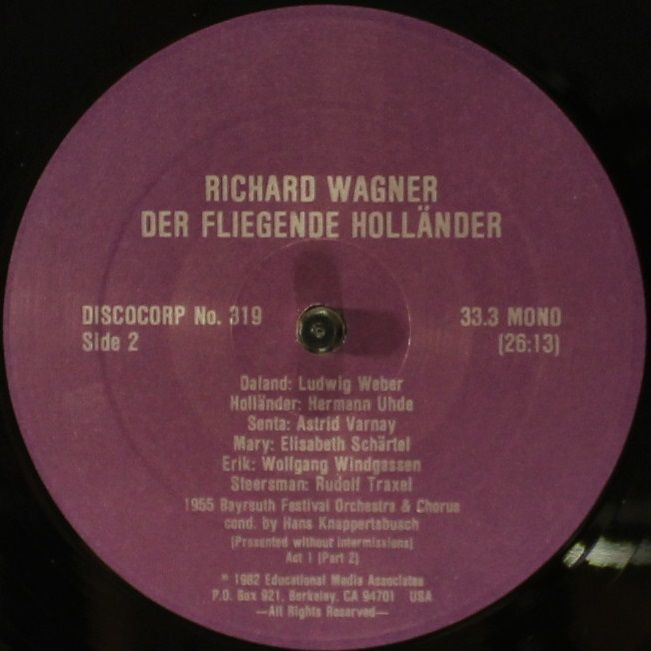 RICHARD WAGNER
DER FLIEGENDE HOLLÄNDER
DISCOCORP No. 319 33.3 MONO
Side 2 (26:13)
Daland: Ludwig Weber
Holländer: Hermann Uhde
Senta: Astrid Varnay
Mary: Elisabeth Schärtel
Erik: Wolfgang Windgassen
Steersman: Rudolf Traxel
1955 Bayreuth Festival Orchestra & Chorus
cond. by Hans Knappertsbusch
(Presented without intermissions)
Act 1 (Part 2)
℗ 1982 Educational Media Associates
P.O. Box 921, Berkeley, CA 94701 USA
—All Rights Reserved—